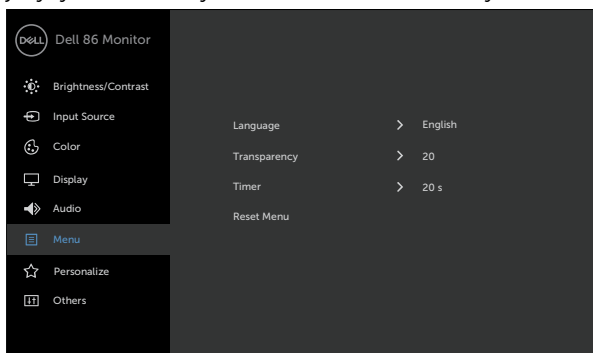 DELL Dell 86 Monitor
Brightness/Contrast
Input Source
Language > English
Color
Transparency > 20
Display
Timer > 20 s
Audio
Reset Menu
Menu
Personalize
Others